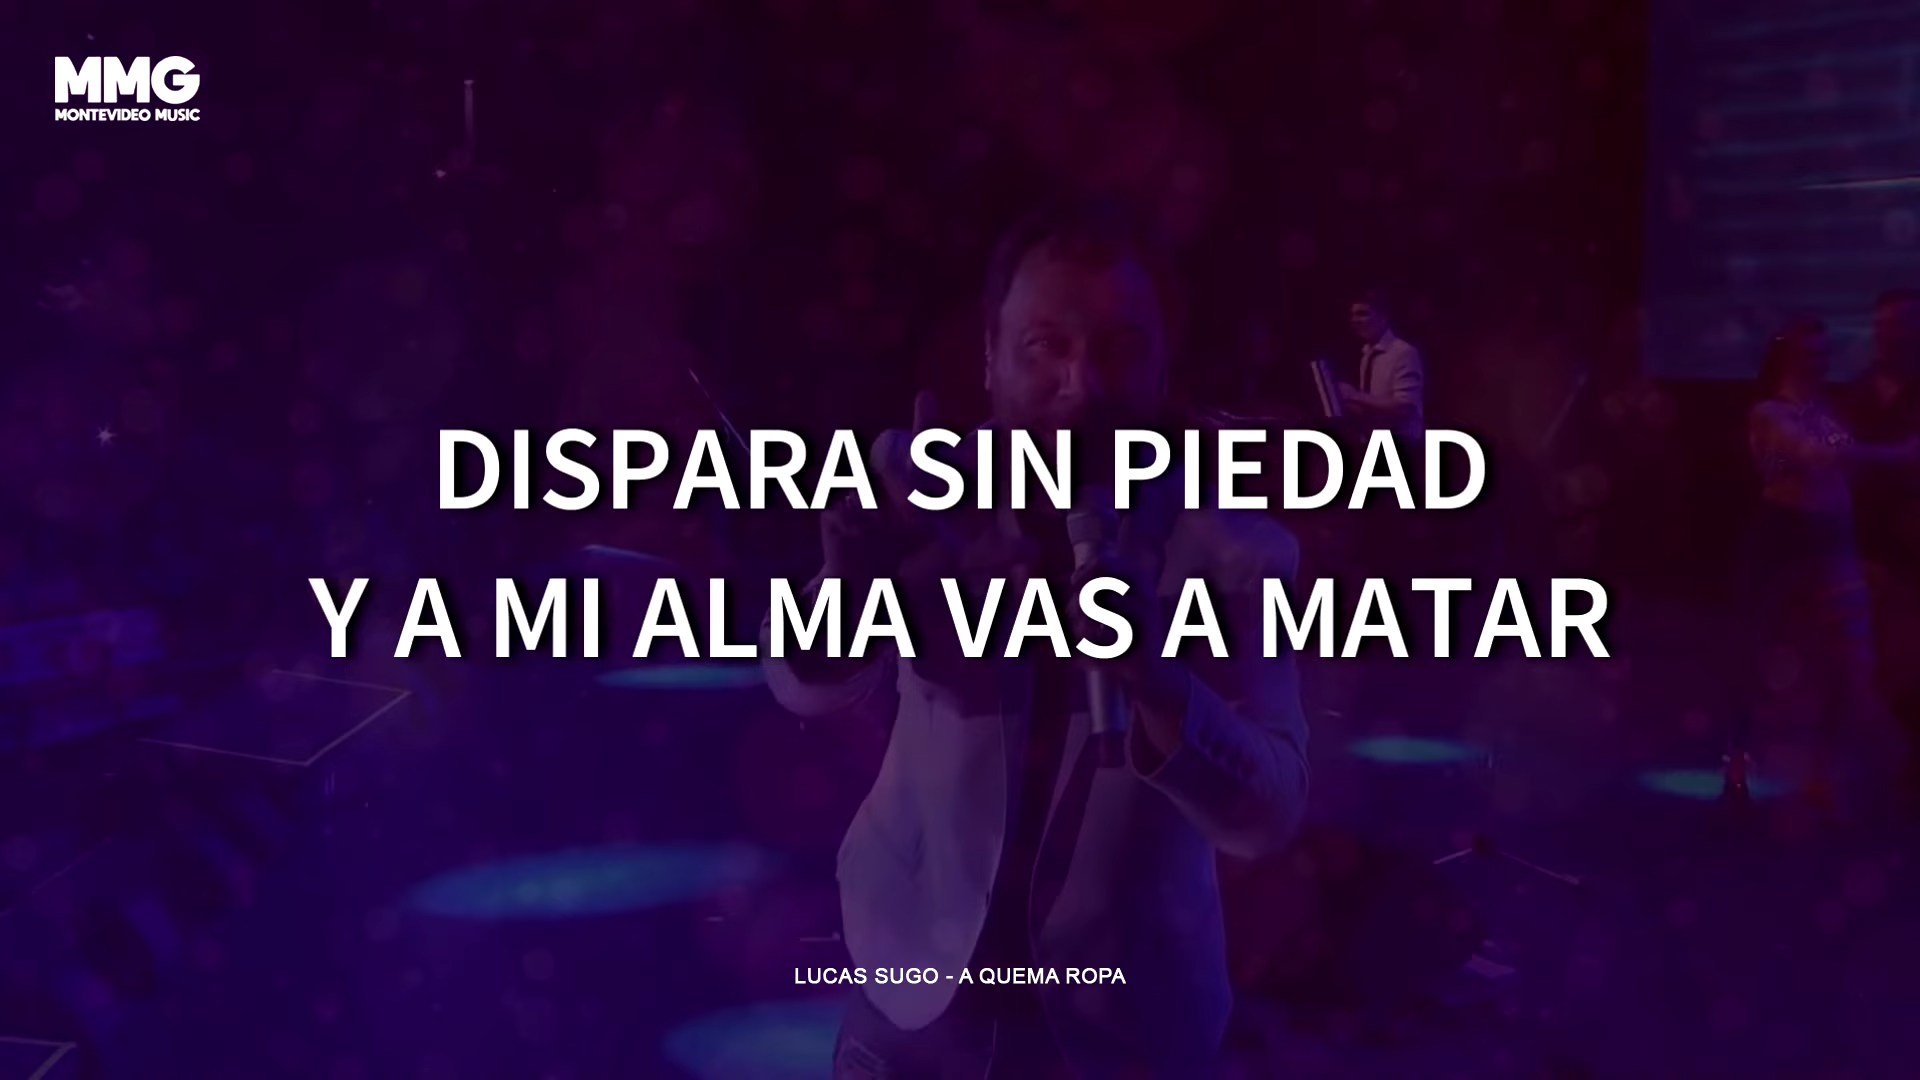 MMG
MONTEVIDEO MUSIC
DISPARA SIN PIEDAD
Y A MI ALMA VAS A MATAR
LUCAS SUGO - A QUEMA ROPA